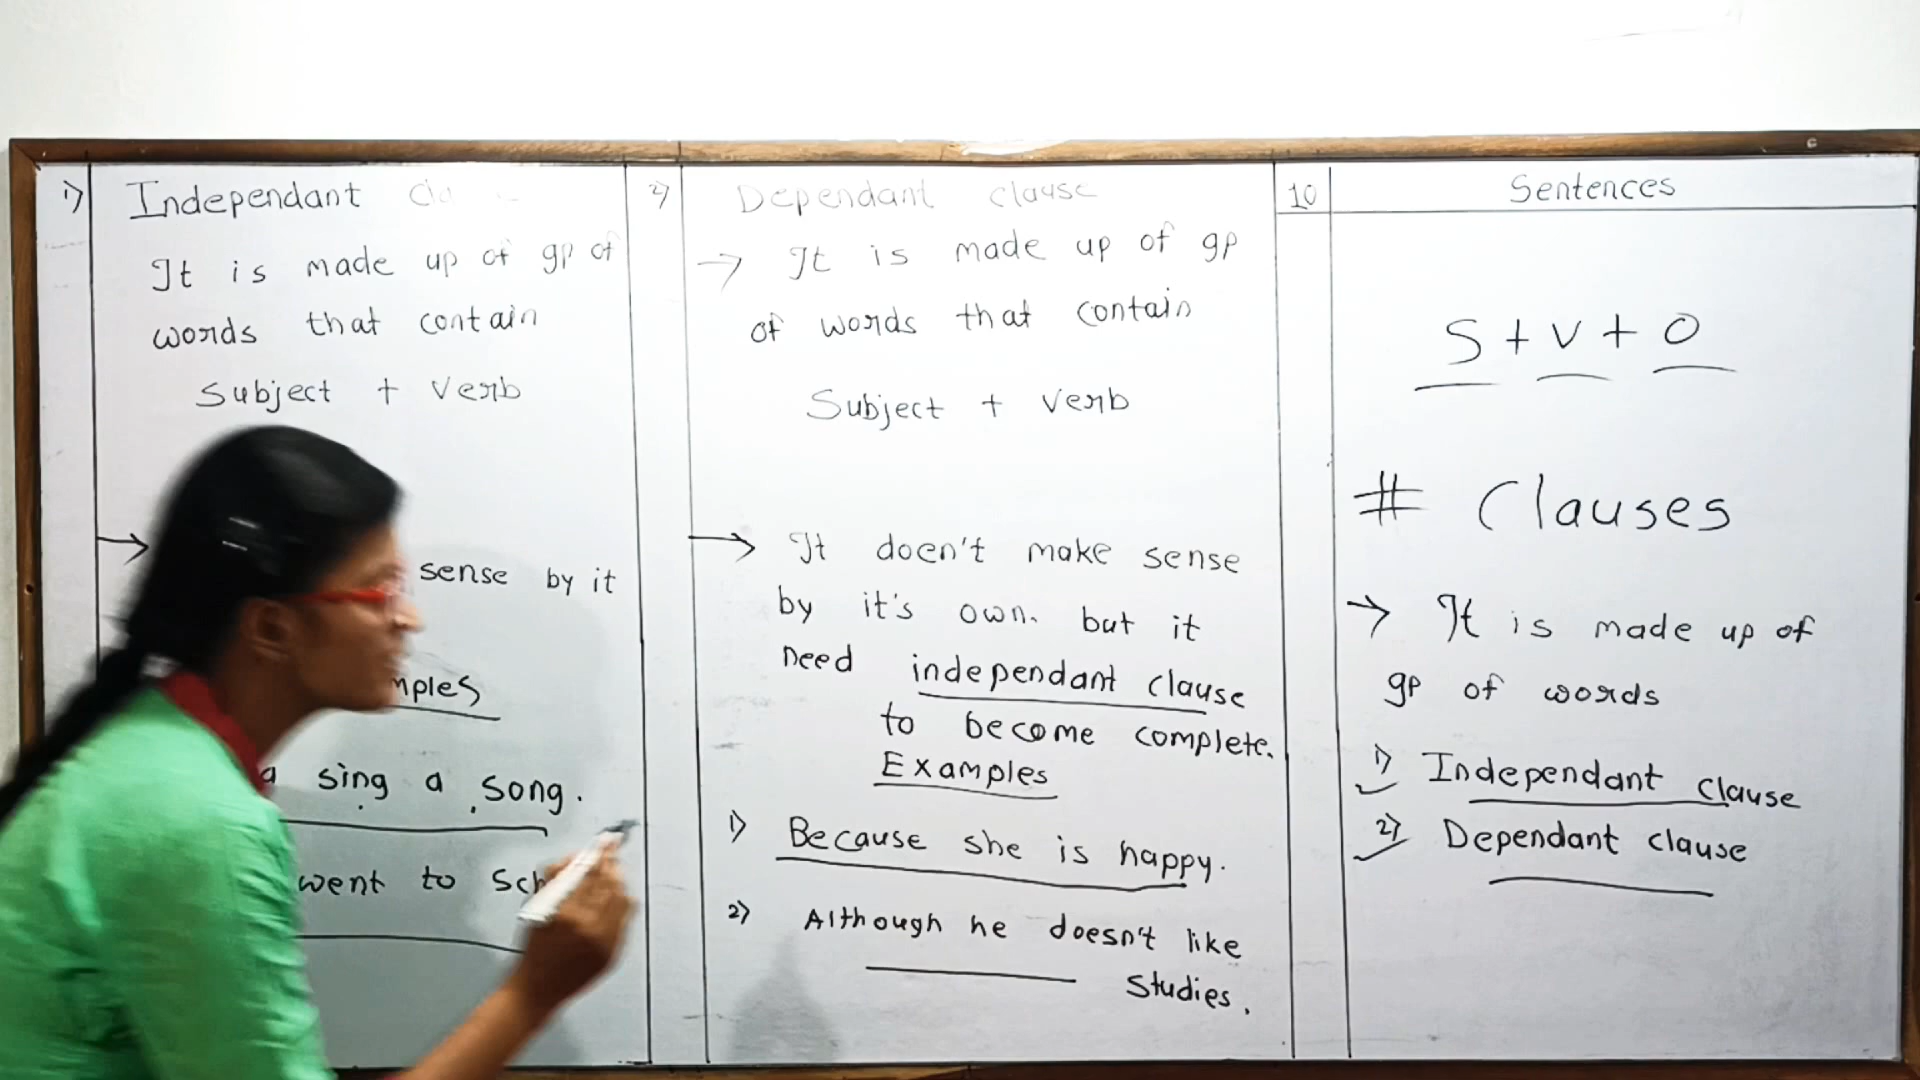 1) Independant
It is made up of gp of
words that contain
Subject + Verb
sense by it
sing a song.
went to
2) Dependant clause
→ It is made up of gp
of words that contain
Subject + Verb
→ It doen't make sense
by it's own. but it
need independant clause
to become complete.
Examples
1) Because she is happy.
2) Although he doesn't like
Studies.
10 Sentences
S + V + O
# Clauses
→ It is made up of
gp of words
1) Independant clause
2) Dependant clause